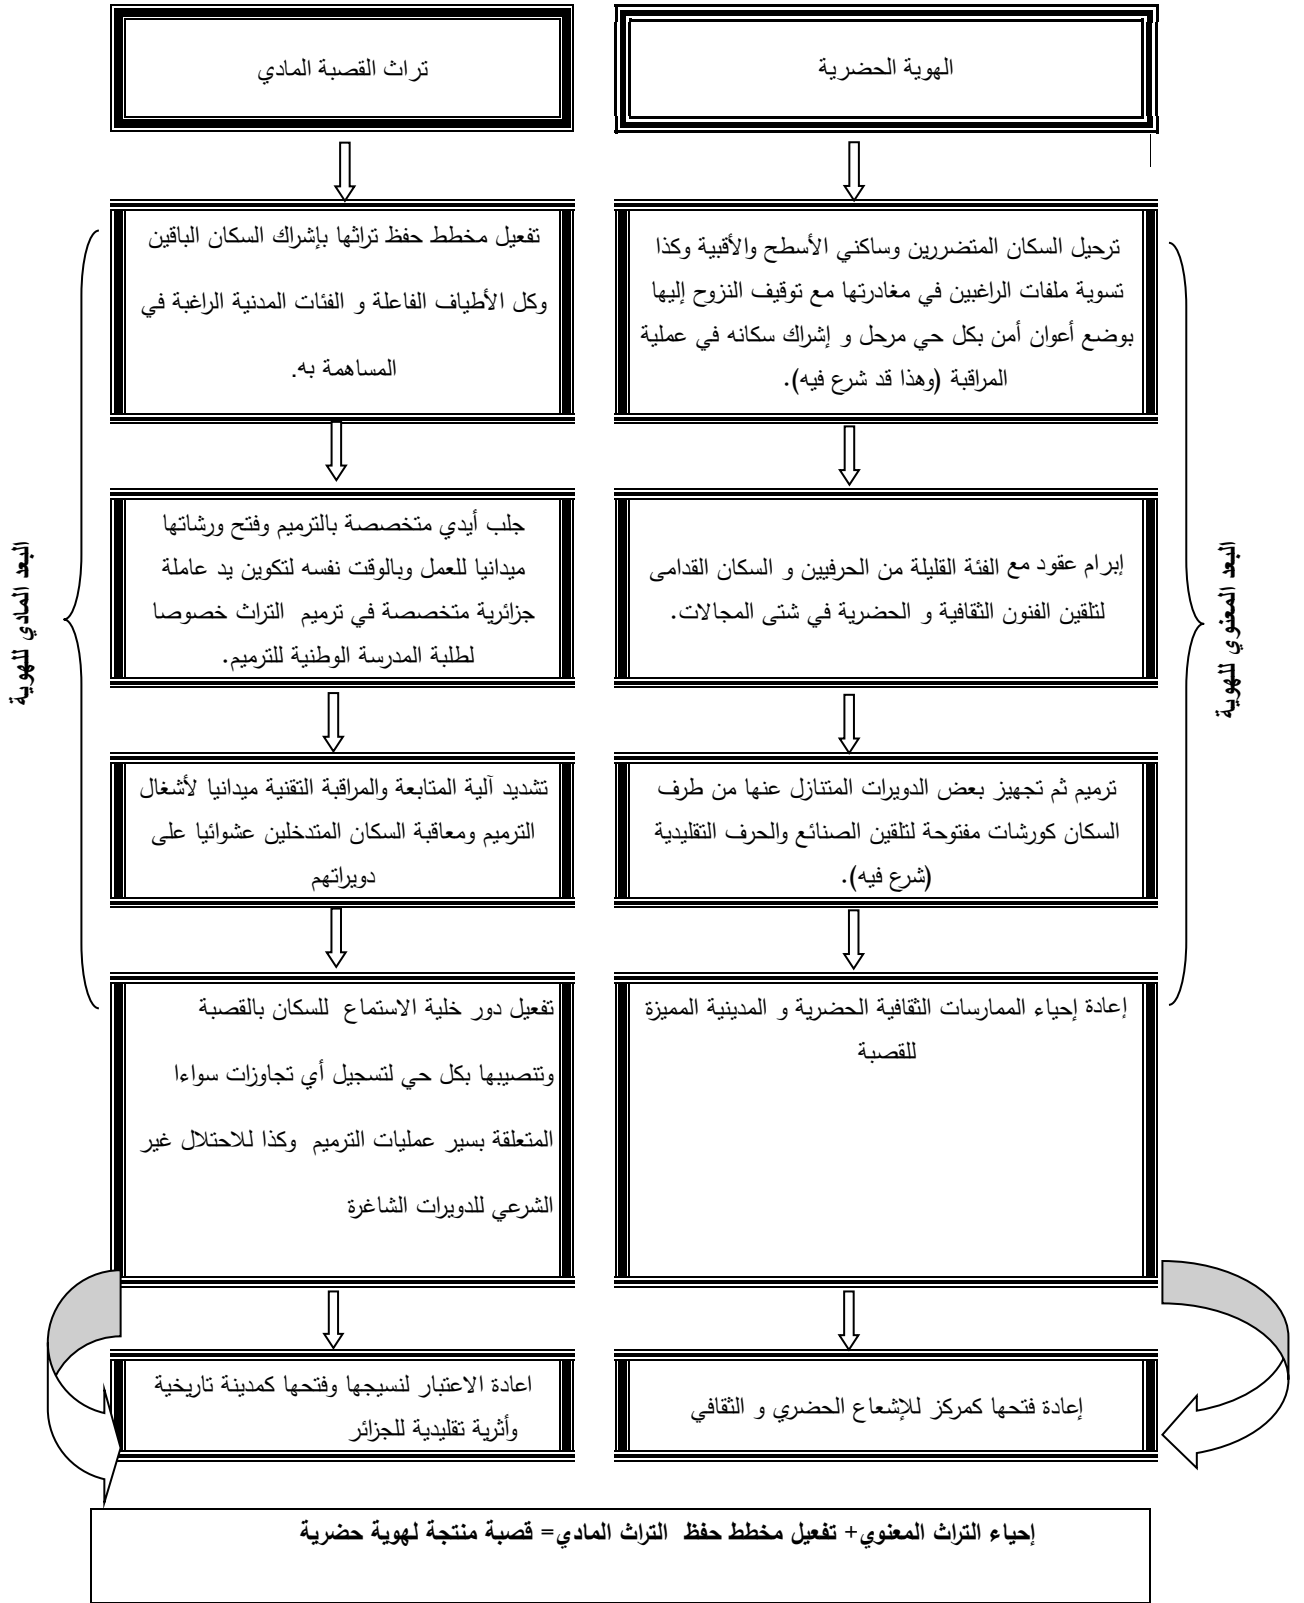 الهوية الحضرية
تراث القصبة المادي
ترحيل السكان المتضررين وساكني الأسطح والأقبية وكذا
تسوية ملفات الراغبين في مغادرتها مع توقيف النزوح إليها
بوضع أعوان أمن بكل حي مرحل و إشراك سكانه في عملية
المراقبة (وهذا قد شرع فيه).
تفعيل مخطط حفظ تراثها بإشراك السكان الباقين
وكل الأطياف الفاعلة و الفئات المدنية الراغبة في
المساهمة به.
إبرام عقود مع الفئة القليلة من الحرفيين و السكان القدامى
لتلقين الفنون الثقافية و الحضرية في شتى المجالات.
جلب أيدي متخصصة بالترميم وفتح ورشاتها
ميدانيا للعمل وبالوقت نفسه لتكوين يد عاملة
جزائرية متخصصة في ترميم التراث خصوصا
لطلبة المدرسة الوطنية للترميم.
ترميم ثم تجهيز بعض الدويرات المتنازل عنها من طرف
السكان كورشات مفتوحة لتلقين الصنائع والحرف التقليدية
(شرع فيه).
تشديد آلية المتابعة والمراقبة التقنية ميدانيا لأشغال
الترميم ومعاقبة السكان المتدخلين عشوائيا على
دويراتهم
إعادة إحياء الممارسات الثقافية الحضرية و المدينية المميزة
للقصبة
تفعيل دور خلية الاستماع للسكان بالقصبة
وتنصيبها بكل حي لتسجيل أي تجاوزات سواءا
المتعلقة بسير عمليات الترميم وكذا للاحتلال غير
الشرعي للدويرات الشاغرة
إعادة فتحها كمركز للإشعاع الحضري و الثقافي
اعادة الاعتبار لنسيجها وفتحها كمدينة تاريخية
وأثرية تقليدية للجزائر
البعد المعنوي للهوية
البعد المادي للهوية
إحياء التراث المعنوي+ تفعيل مخطط حفظ التراث المادي= قصبة منتجة لهوية حضرية